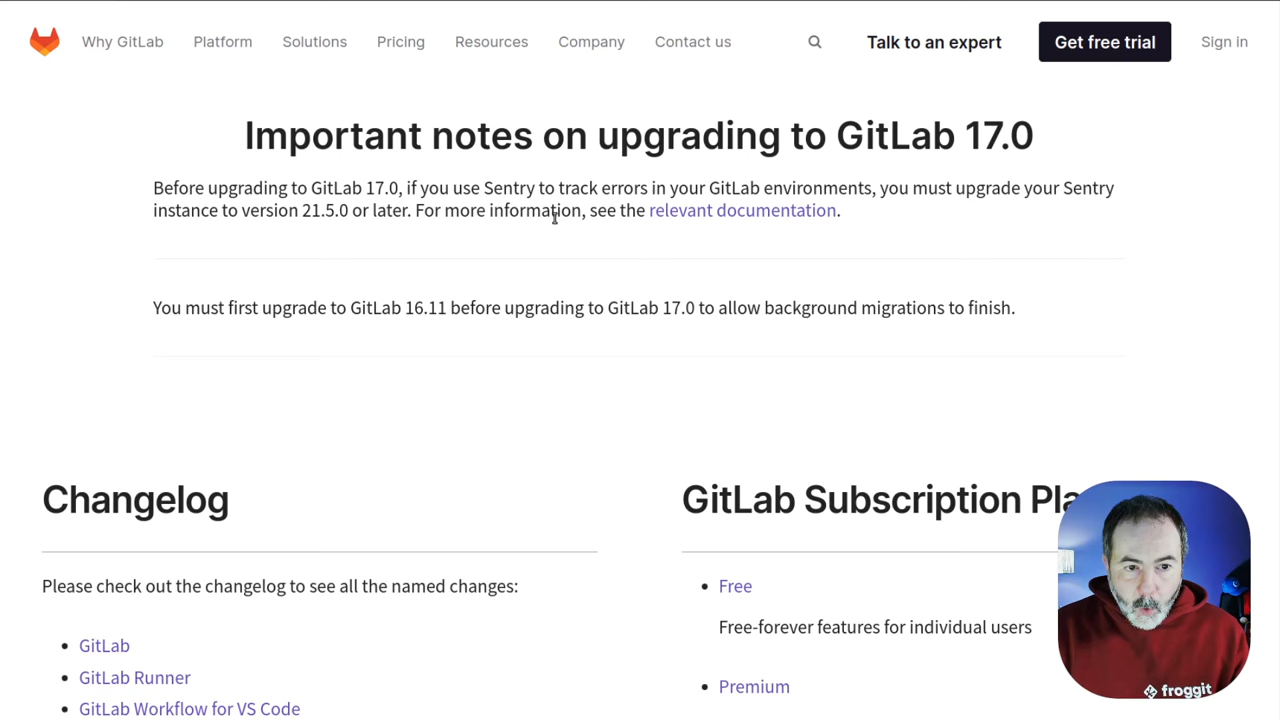 Why GitLab Platform Solutions Pricing Resources Company Contact us Talk to an expert Get free trial Sign in
Important notes on upgrading to GitLab 17.0
Before upgrading to GitLab 17.0, if you use Sentry to track errors in your GitLab environments, you must upgrade your Sentry
instance to version 21.5.0 or later. For more information, see the relevant documentation.
You must first upgrade to GitLab 16.11 before upgrading to GitLab 17.0 to allow background migrations to finish.
Changelog
Please check out the changelog to see all the named changes:
GitLab
GitLab Runner
GitLab Workflow for VS Code
GitLab Subscription Pla
Free
Free-forever features for individual users
Premium
froggit